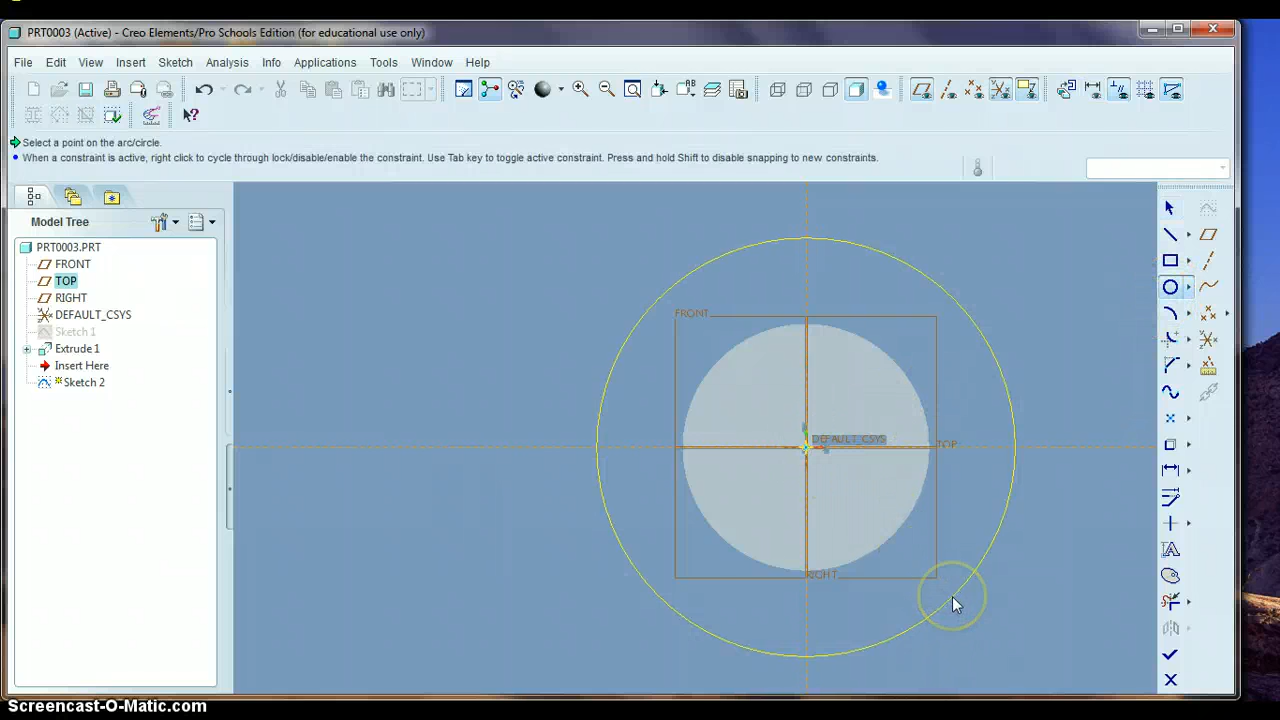 PRT0003 (Active) - Creo Elements/Pro Schools Edition (for educational use only)
File Edit View Insert Sketch Analysis Info Applications Tools Window Help
Select a point on the arc/circle.
When a constraint is active, right click to cycle through lock/disable/enable the constraint. Use Tab key to toggle active constraint. Press and hold Shift to disable snapping to new constraints.
Model Tree
PRT0003.PRT
FRONT
TOP
RIGHT
DEFAULT_CSYS
Sketch 1
Extrude 1
Insert Here
Sketch 2
FRONT
DEFAULT_CSYS
TOP
RIGHT
Screencast-O-Matic.com